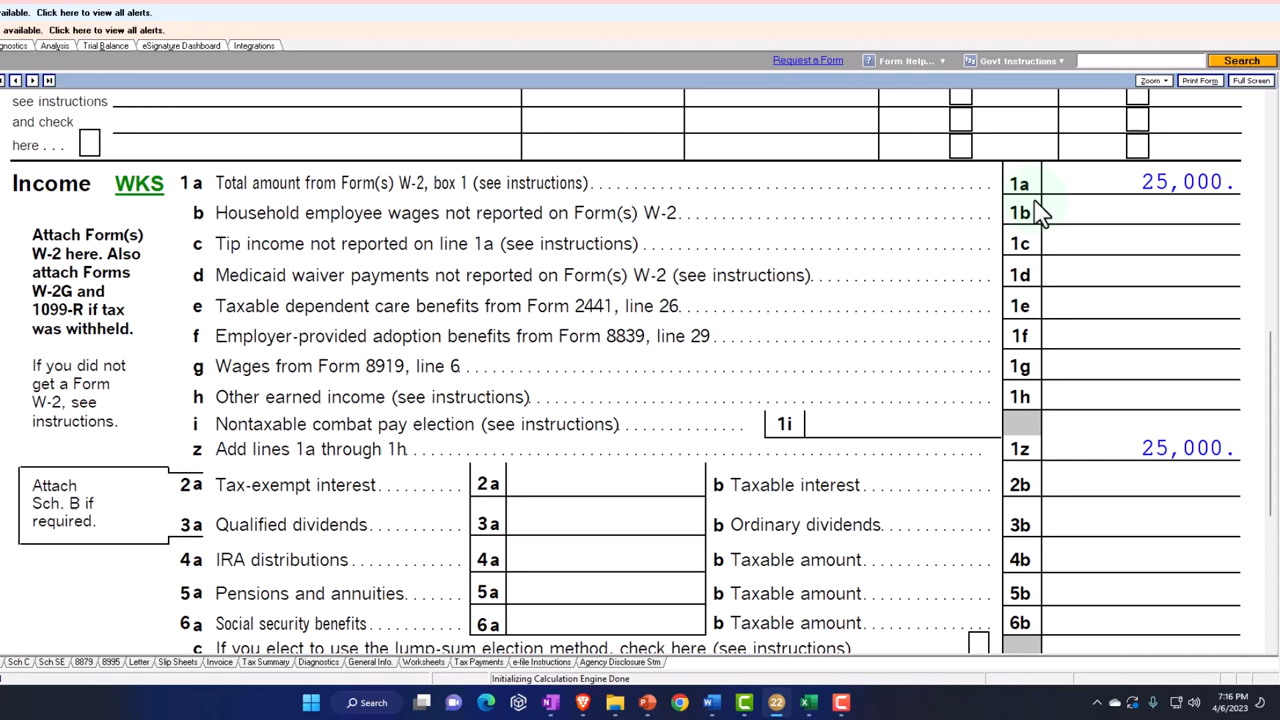 vailable. Click here to view all alerts.
available. Click here to view all alerts.
gnostics Analysis Trial Balance eSignature Dashboard Integrations
Request a Form ? Form Help... Govt Instructions Search
Zoom Print Form Full Screen
see instructions
and check
here . . .
Income WKS 1 a Total amount from Form(s) W-2, box 1 (see instructions) 1a 25,000.
b Household employee wages not reported on Form(s) W-2 1b
c Tip income not reported on line 1a (see instructions) 1c
d Medicaid waiver payments not reported on Form(s) W-2 (see instructions) 1d
e Taxable dependent care benefits from Form 2441, line 26 1e
f Employer-provided adoption benefits from Form 8839, line 29 1f
g Wages from Form 8919, line 6 1g
h Other earned income (see instructions) 1h
i Nontaxable combat pay election (see instructions) 1i
z Add lines 1a through 1h 1z 25,000.
Attach Form(s)
W-2 here. Also
attach Forms
W-2G and
1099-R if tax
was withheld.
If you did not
get a Form
W-2, see
instructions.
Attach
Sch. B if
required.
2a Tax-exempt interest 2a b Taxable interest 2b
3a Qualified dividends 3a b Ordinary dividends 3b
4a IRA distributions 4a b Taxable amount 4b
5a Pensions and annuities 5a b Taxable amount 5b
6a Social security benefits 6a b Taxable amount 6b
c If you elect to use the lump-sum election method, check here (see instructions)
Sch C Sch SE 8879 8995 Letter Slip Sheets Invoice Tax Summary Diagnostics General Info. Worksheets Tax Payments e-file Instructions Agency Disclosure Stm
Initializing Calculation Engine Done
Search 22 7:16 PM
4/6/2023